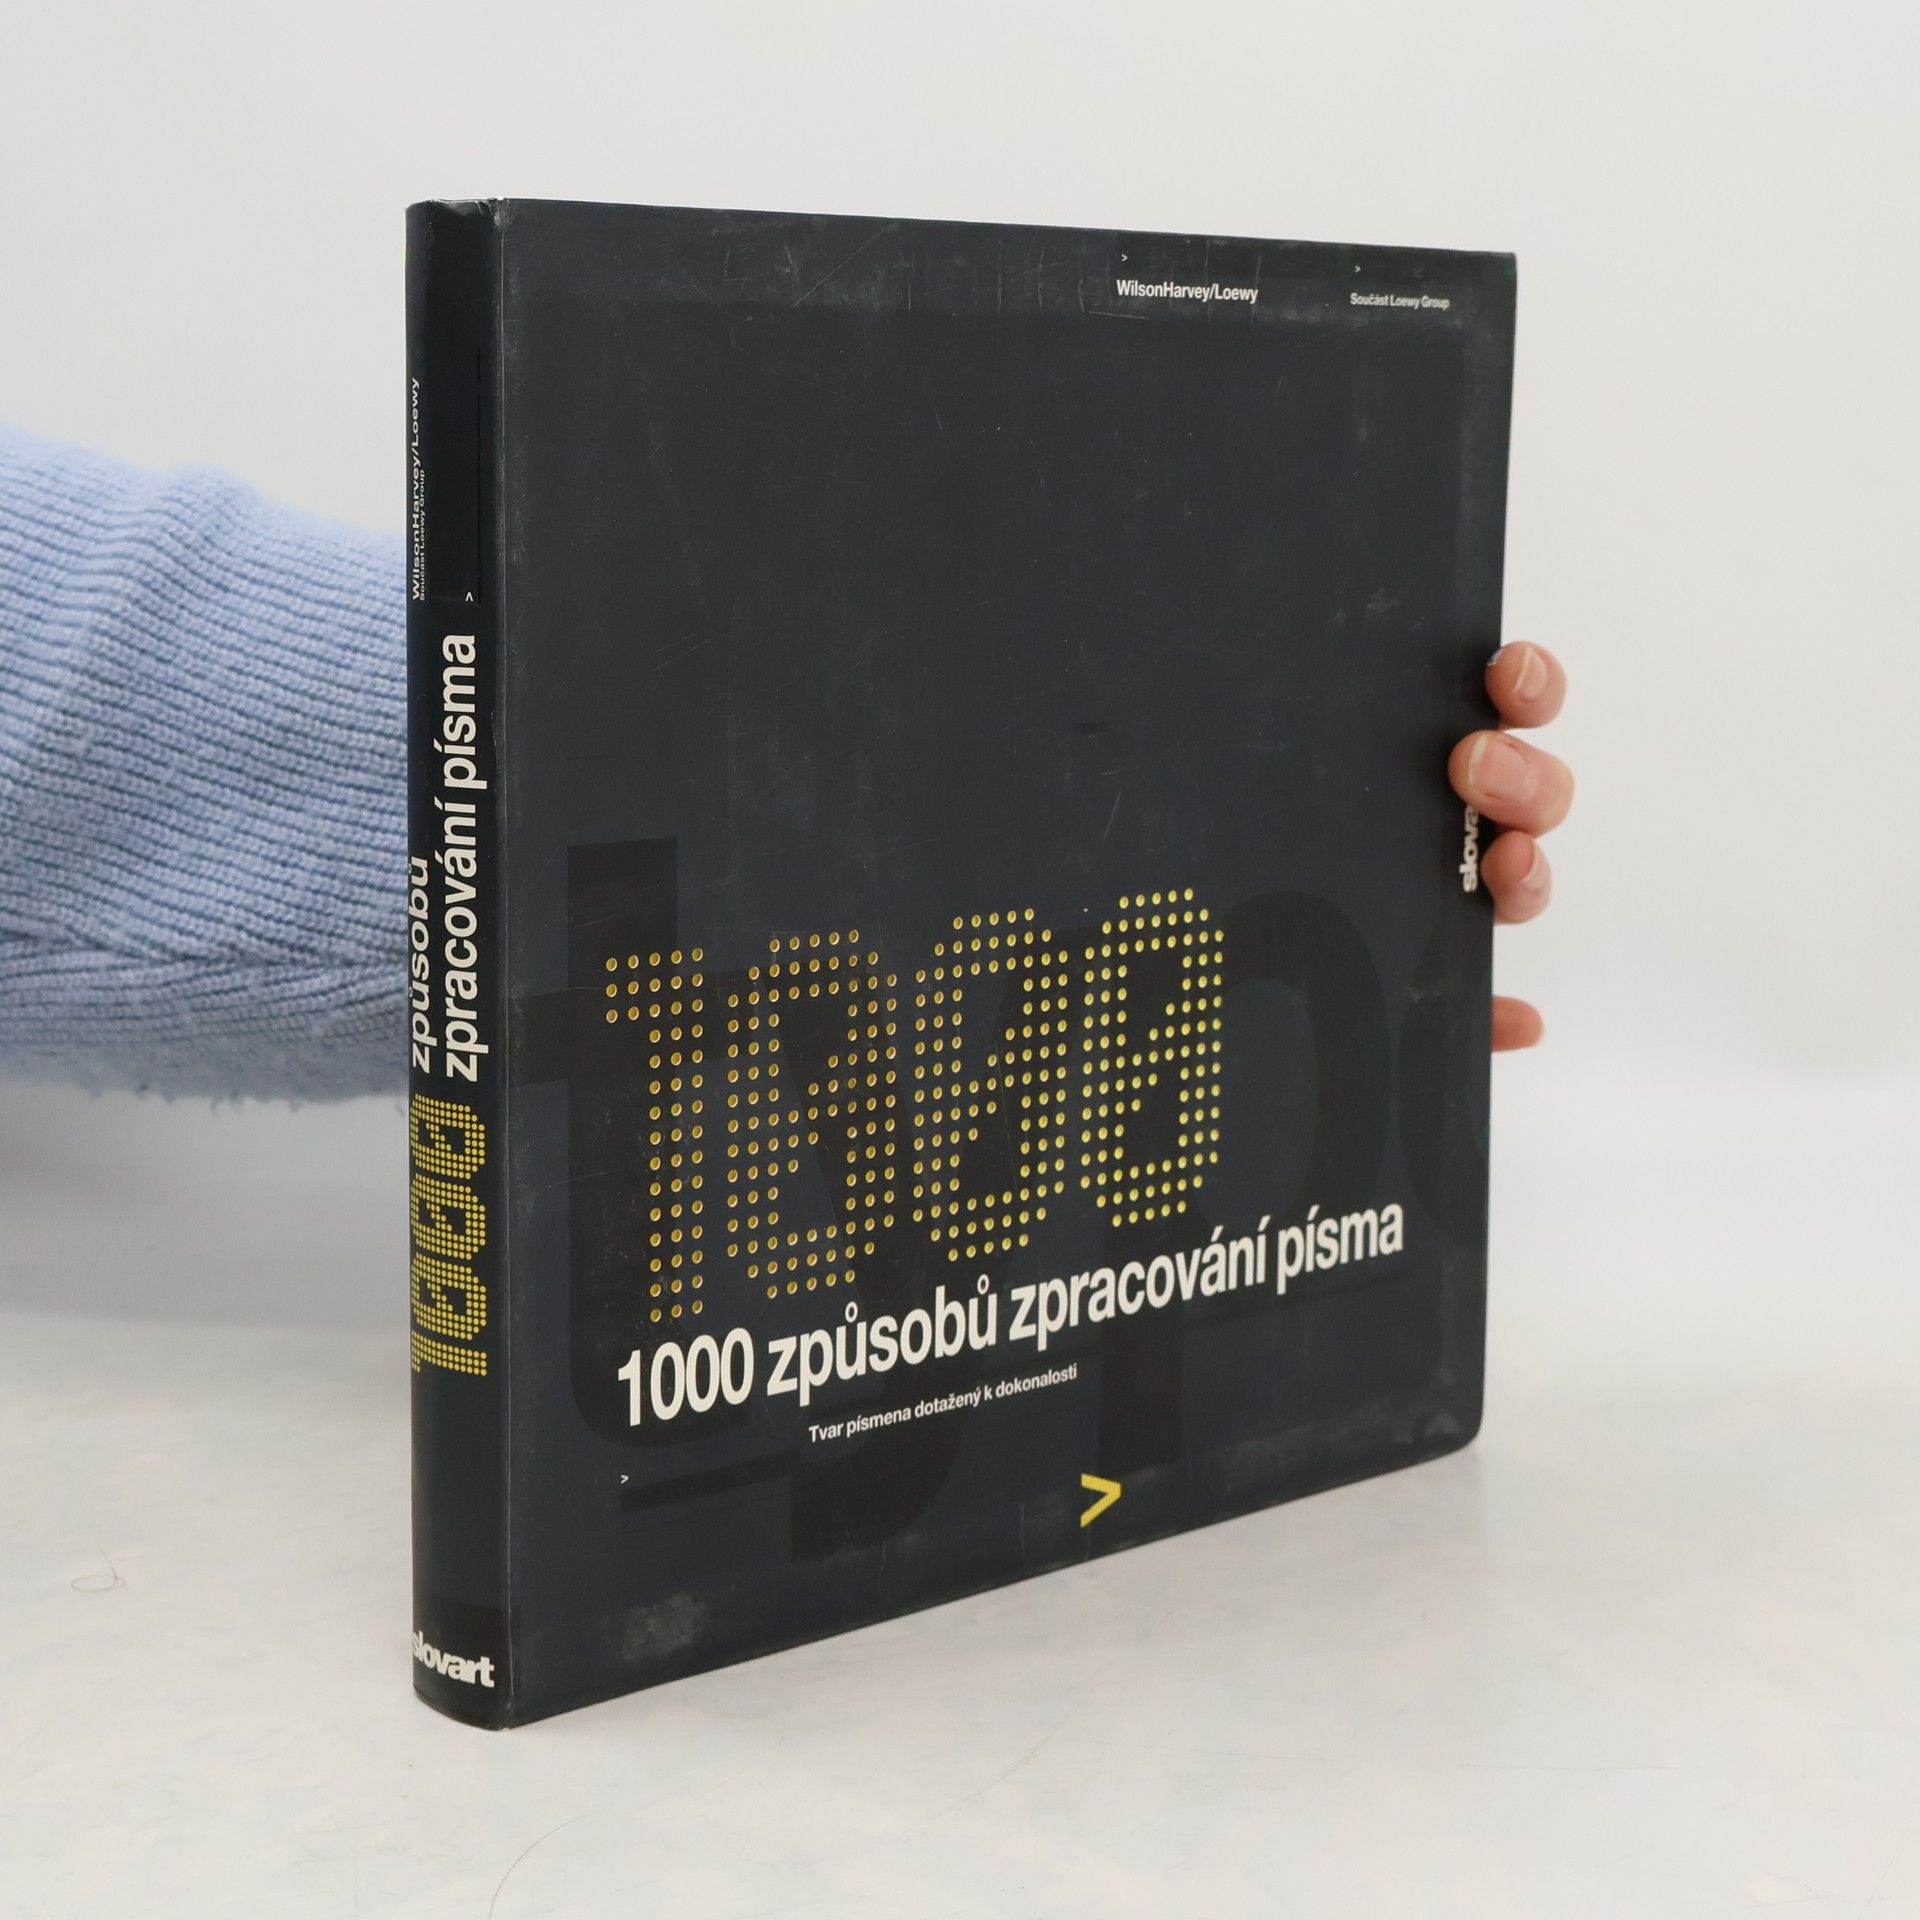 WilsonHarvey/Loewy
Součást Loewy Group
způsobů
zpracování písma
1000
slovart
>
WilsonHarvey/Loewy
>
Součást Loewy Group
1000
1000 způsobů zpracování písma
Tvar písmena dotažený k dokonalosti
>
>